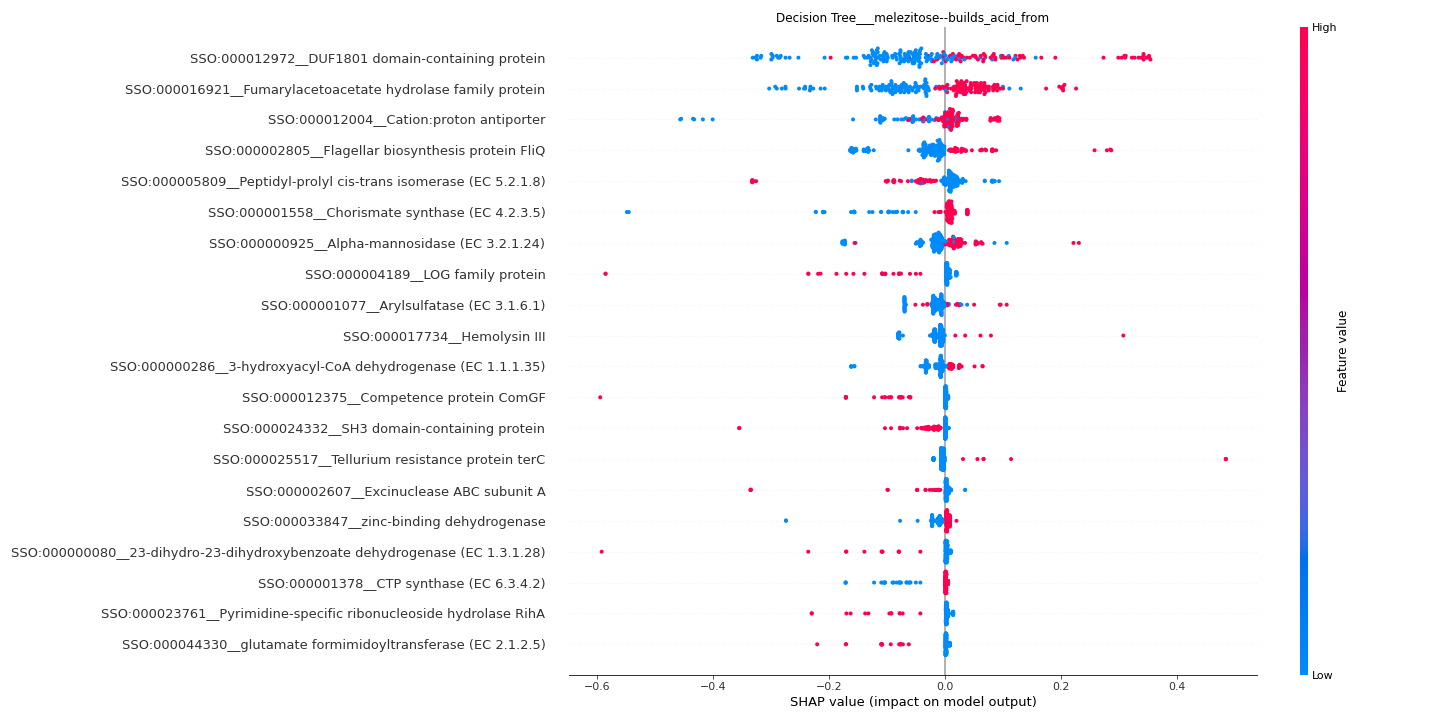 Decision Tree___melezitose--builds_acid_from
High
SSO:000012972__DUF1801 domain-containing protein
SSO:000016921__Fumarylacetoacetate hydrolase family protein
SSO:000012004__Cation:proton antiporter
SSO:000002805__Flagellar biosynthesis protein FliQ
SSO:000005809__Peptidyl-prolyl cis-trans isomerase (EC 5.2.1.8)
SSO:000001558__Chorismate synthase (EC 4.2.3.5)
SSO:000000925__Alpha-mannosidase (EC 3.2.1.24)
SSO:000004189__LOG family protein
SSO:000001077__Arylsulfatase (EC 3.1.6.1)
SSO:000017734__Hemolysin III
SSO:000000286__3-hydroxyacyl-CoA dehydrogenase (EC 1.1.1.35)
SSO:000012375__Competence protein ComGF
SSO:000024332__SH3 domain-containing protein
SSO:000025517__Tellurium resistance protein terC
SSO:000002607__Excinuclease ABC subunit A
SSO:000033847__zinc-binding dehydrogenase
SSO:000000080__23-dihydro-23-dihydroxybenzoate dehydrogenase (EC 1.3.1.28)
SSO:000001378__CTP synthase (EC 6.3.4.2)
SSO:000023761__Pyrimidine-specific ribonucleoside hydrolase RihA
SSO:000044330__glutamate formimidoyltransferase (EC 2.1.2.5)
Feature value
Low
−0.6 −0.4 −0.2 0.0 0.2 0.4
SHAP value (impact on model output)